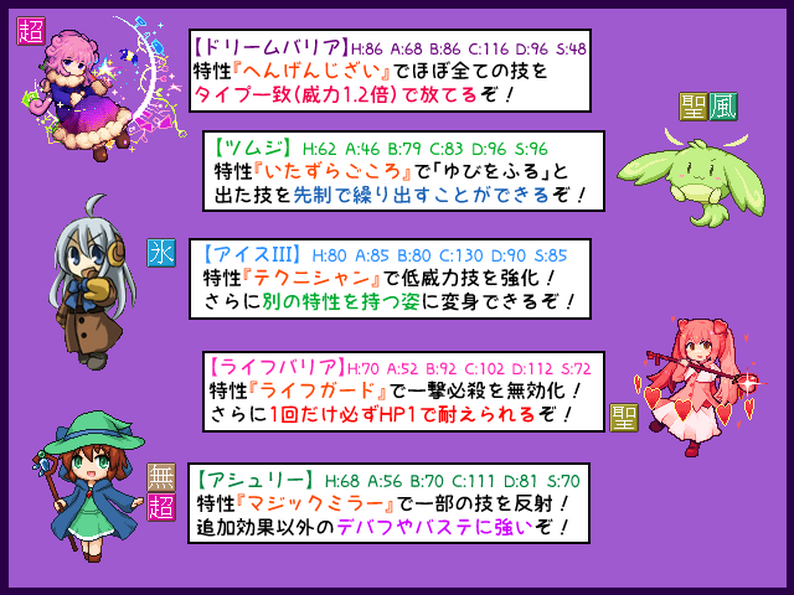 超
【ドリームバリア】H:86 A:68 B:86 C:116 D:96 S:48
特性『へんげんじざい』でほぼ全ての技を
タイプ一致(威力1.2倍)で放てるぞ！
聖風
【ツムジ】 H:62 A:46 B:79 C:83 D:96 S:96
特性『いたずらごころ』で「ゆびをふる」と
出た技を先制で繰り出すことができるぞ！
氷
【アイスIII】 H:80 A:85 B:80 C:130 D:90 S:85
特性『テクニシャン』で低威力技を強化！
さらに別の特性を持つ姿に変身できるぞ！
【ライフバリア】H:70 A:52 B:92 C:102 D:112 S:72
特性『ライフガード』で一撃必殺を無効化！
さらに1回だけ必ずHP1で耐えられるぞ！
聖
無
超
【アシュリー】 H:68 A:56 B:70 C:111 D:81 S:70
特性『マジックミラー』で一部の技を反射！
追加効果以外のデバフやバステに強いぞ！